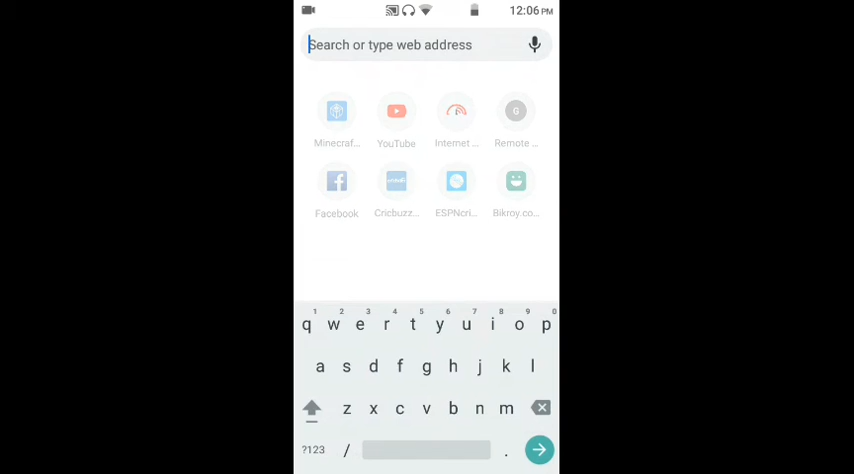 12:06 PM
Search or type web address
Minecraf... YouTube Internet ... Remote ...
G
Facebook Cricbuzz... ESPNcri... Bikroy.co...
1 2 3 4 5 6 7 8 9 0
q w e r t y u i o p
a s d f g h j k l
z x c v b n m
?123 / .